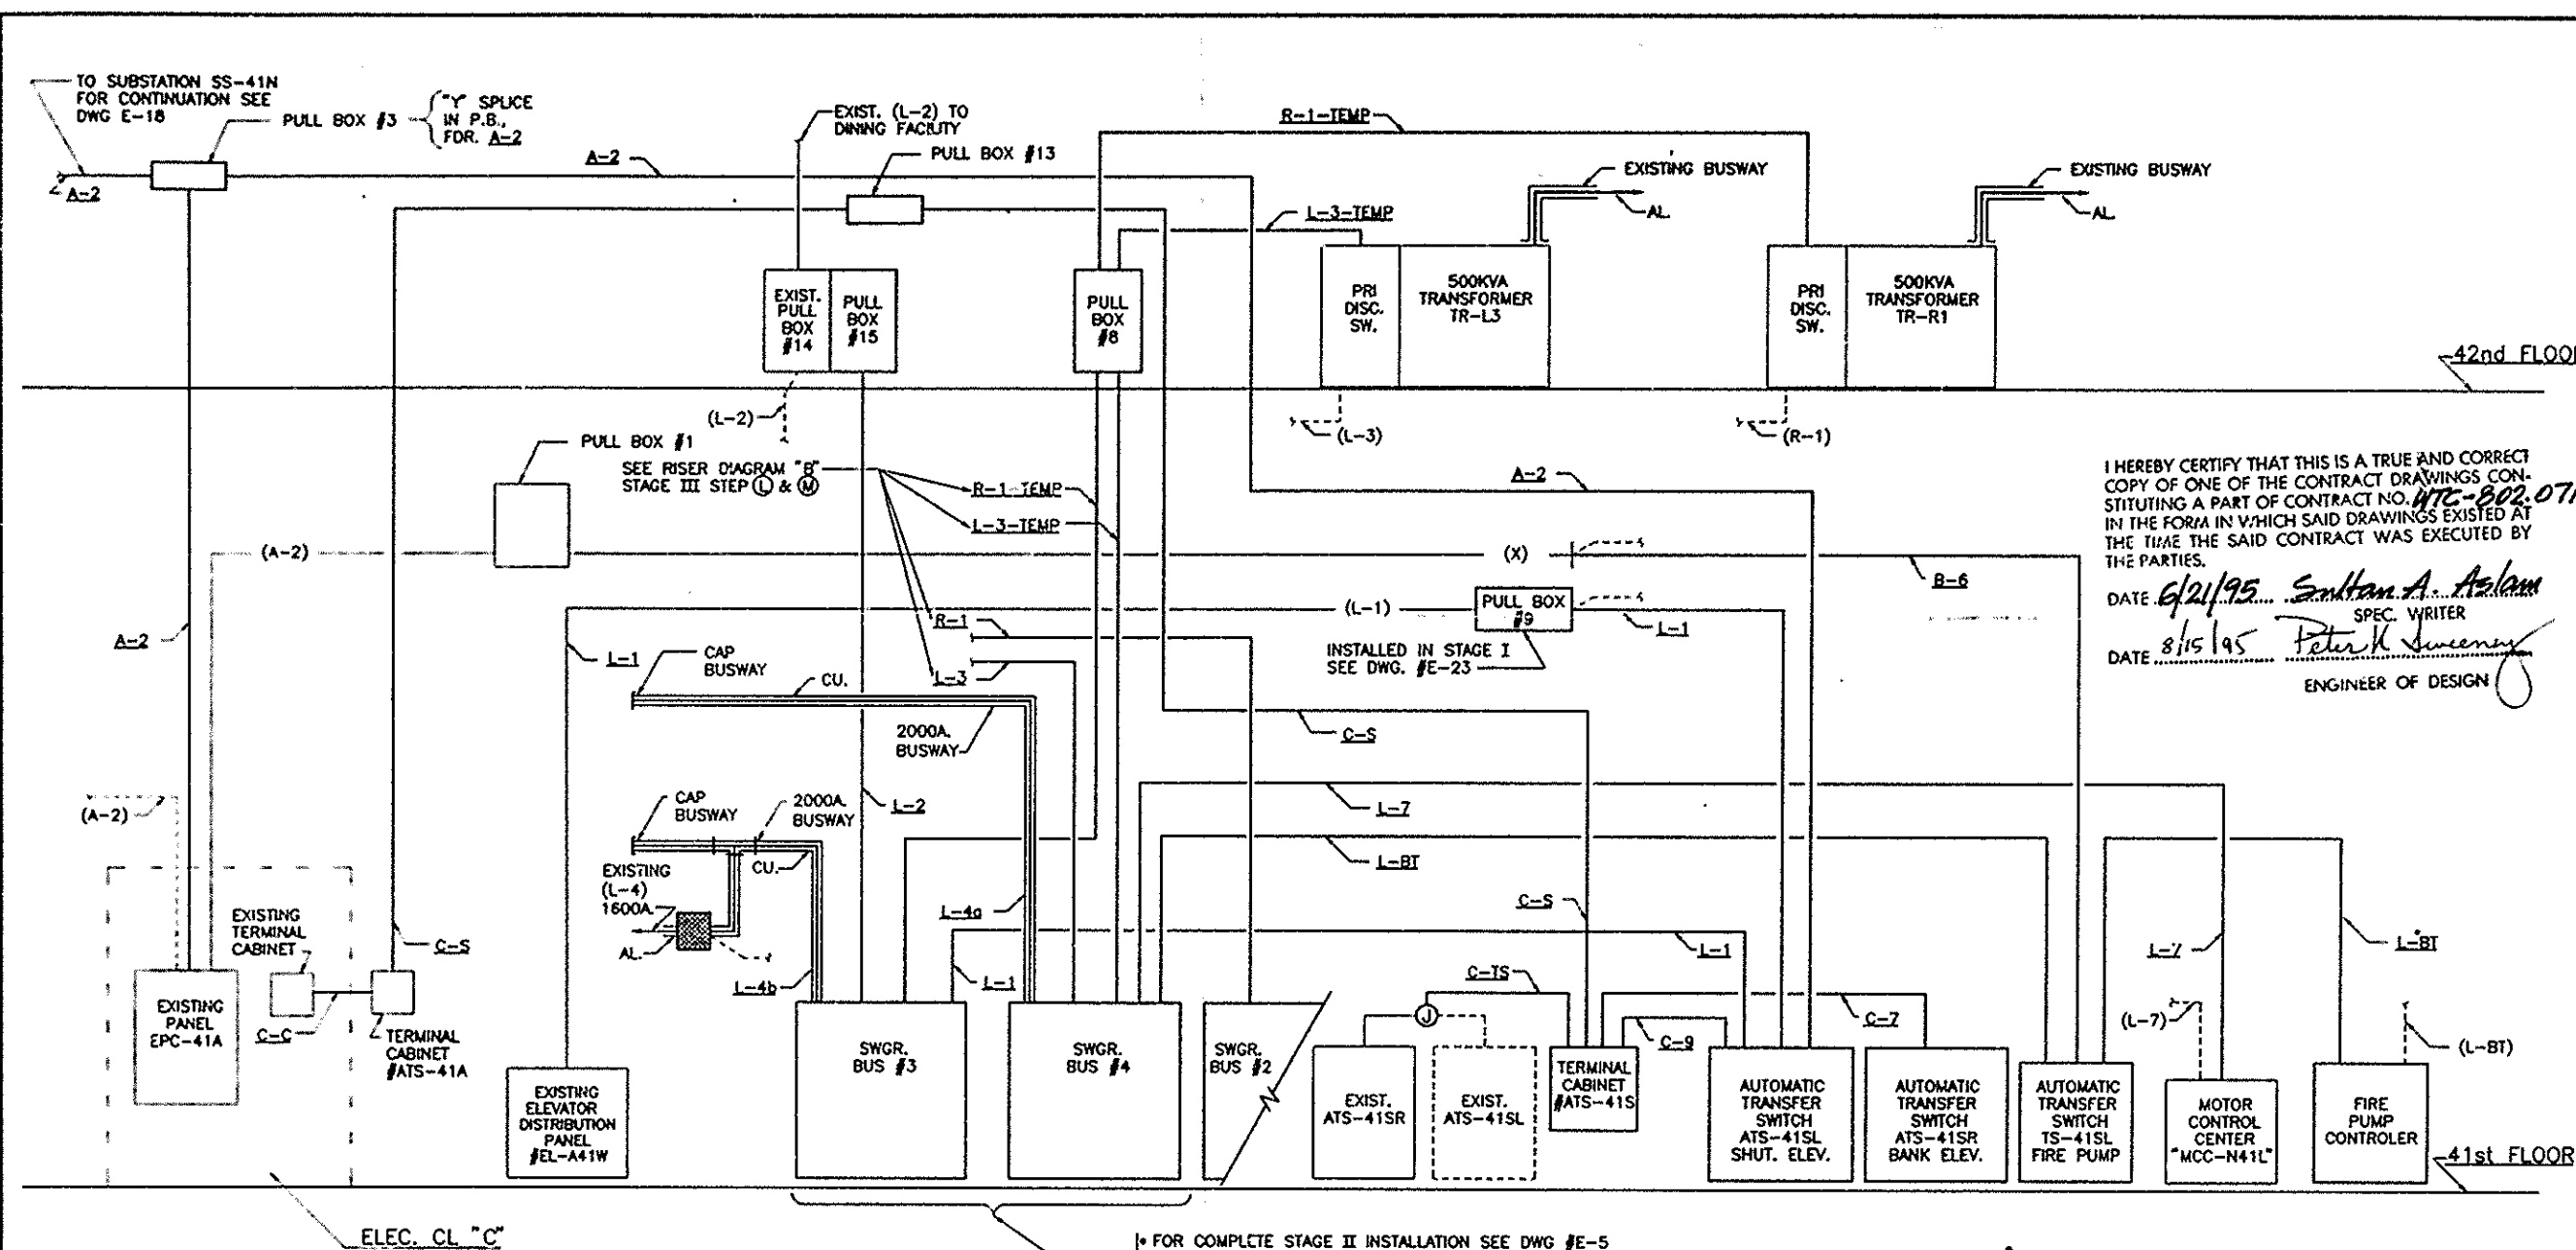 TO SUBSTATION SS-41N
FOR CONTINUATION SEE
DWG E-18
PULL BOX #3
"Y" SPLICE
IN P.B.,
FDR. A-2
A-2
A-2
EXIST. (L-2) TO
DINING FACILITY
PULL BOX #13
R-1-TEMP
L-3-TEMP
EXISTING BUSWAY
AL.
EXISTING BUSWAY
AL.
EXIST.
PULL
BOX
#14
PULL
BOX
#15
PULL
BOX
#8
PRI
DISC.
SW.
500KVA
TRANSFORMER
TR-L3
PRI
DISC.
SW.
500KVA
TRANSFORMER
TR-R1
42nd FLOOR
(L-2)
(L-3)
(R-1)
PULL BOX #1
SEE RISER DIAGRAM "B"
STAGE III STEP (L) & (M)
R-1-TEMP
L-3-TEMP
A-2
(A-2)
(X)
B-6
I HEREBY CERTIFY THAT THIS IS A TRUE AND CORRECT
COPY OF ONE OF THE CONTRACT DRAWINGS CON-
STITUTING A PART OF CONTRACT NO. WTC-802.071
IN THE FORM IN WHICH SAID DRAWINGS EXISTED AT
THE TIME THE SAID CONTRACT WAS EXECUTED BY
THE PARTIES.
DATE 6/21/95 Sultan A. Aslam
SPEC. WRITER
DATE 8/15/95 Peter K Sweeney
ENGINEER OF DESIGN
A-2
L-1
R-1
L-3
(L-1)
PULL BOX
#9
L-1
INSTALLED IN STAGE I
SEE DWG. #E-23
CAP
BUSWAY
CU.
2000A.
BUSWAY
C-S
(A-2)
CAP
BUSWAY
2000A.
BUSWAY
L-2
L-7
CU.
L-BT
EXISTING
(L-4)
1600A.
AL.
L-4a
L-4b
C-S
L-1
L-1
L-7
L-BT
EXISTING
TERMINAL
CABINET
C-S
C-TS
C-7
C-9
(L-7)
(L-BT)
EXISTING
PANEL
EPC-41A
C-C
TERMINAL
CABINET
#ATS-41A
EXISTING
ELEVATOR
DISTRIBUTION
PANEL
#EL-A41W
SWGR.
BUS #3
SWGR.
BUS #4
SWGR.
BUS #2
J
EXIST.
ATS-41SR
EXIST.
ATS-41SL
TERMINAL
CABINET
#ATS-41S
AUTOMATIC
TRANSFER
SWITCH
ATS-41SL
SHUT. ELEV.
AUTOMATIC
TRANSFER
SWITCH
ATS-41SR
BANK ELEV.
AUTOMATIC
TRANSFER
SWITCH
TS-41SL
FIRE PUMP
MOTOR
CONTROL
CENTER
"MCC-N41L"
FIRE
PUMP
CONTROLER
41st FLOOR
ELEC. CL "C"
* FOR COMPLETE STAGE II INSTALLATION SEE DWG #E-5